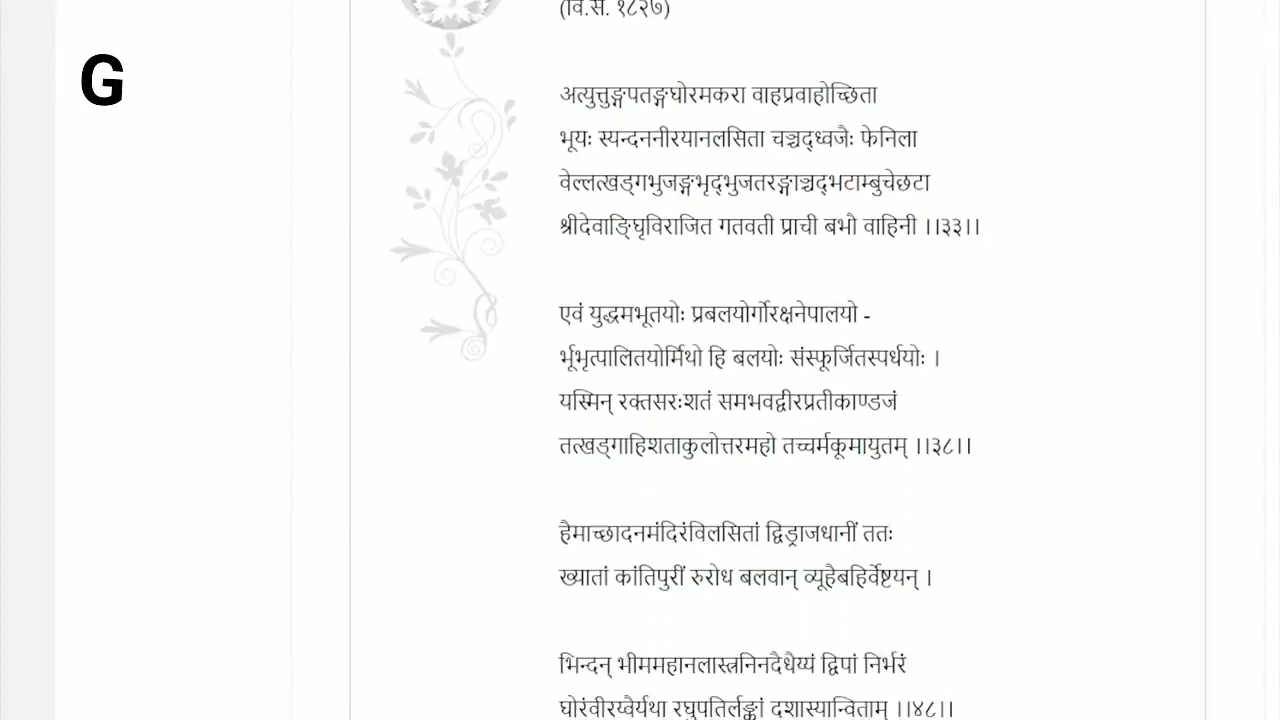 G
(वि.सं. १८२७)
अत्युत्तुङ्गपतङ्गघोरमकरा वाहप्रवाहोच्छिता
भूयः स्यन्दननीरयानलसिता चञ्चद्ध्वजैः फेनिला
वेल्लत्खड्गभुजङ्गभृद्भुजतरङ्गाञ्चद्भटाम्बुचेछटा
श्रीदेवाङ्घ्रिविराजित गतवती प्राची बभौ वाहिनी ।।३३।।
एवं युद्धमभूतयोः प्रबलयोर्गोरक्षनेपालयो -
र्भूभृत्पालितयोर्मिथो हि बलयोः संस्फूर्जितस्पर्धयोः ।
यस्मिन् रक्तसरःशतं समभवद्वीरप्रतीकाण्डजं
तत्खड्गाहिशताकुलोत्तरमहो तच्चर्मकूमायुतम् ।।३८।।
हैमाच्छादनमंदिरंविलसितां द्विड्राजधानीं ततः
ख्यातां कांतिपुरीं रुरोध बलवान् व्यूहैबहिर्वेष्टयन् ।
भिन्दन् भीममहानलास्त्रनिनदैधैय्यं द्विपां निर्भरं
घोरंवीरय्वैर्यथा रघुपतिर्लङ्कां दशास्यान्विताम् ।।४८।।